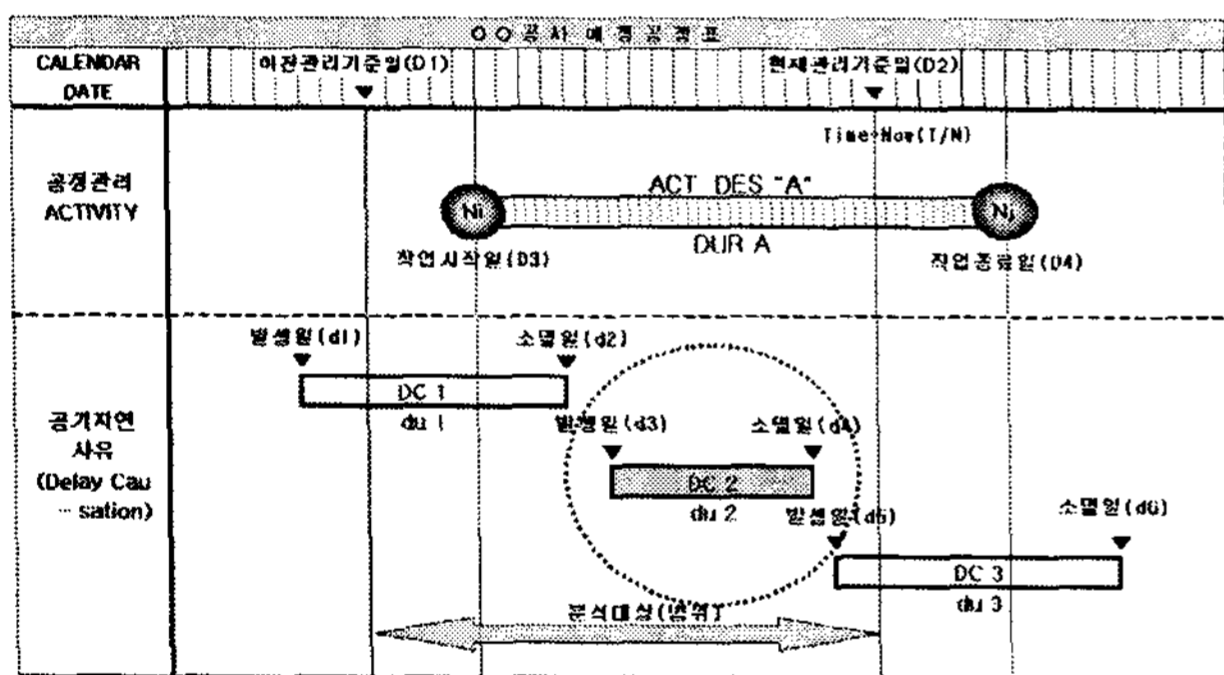 ○○공사 예정공정표
CALENDAR DATE
이전관리기준일(D1)
현재관리기준일(D2)
Time-Now(T/N)
공정관리
ACTIVITY
ACT DES "A"
Ni
Nj
DUR A
작업시작일(D3)
작업종료일(D4)
발생일(d1)
소멸일(d2)
DC 1
du 1
공기지연
사유
(Delay Cau
sation)
발생일(d3)
소멸일(d4)
DC 2
du 2
발생일(d5)
소멸일(d6)
DC 3
du 3
분석대상(범위)